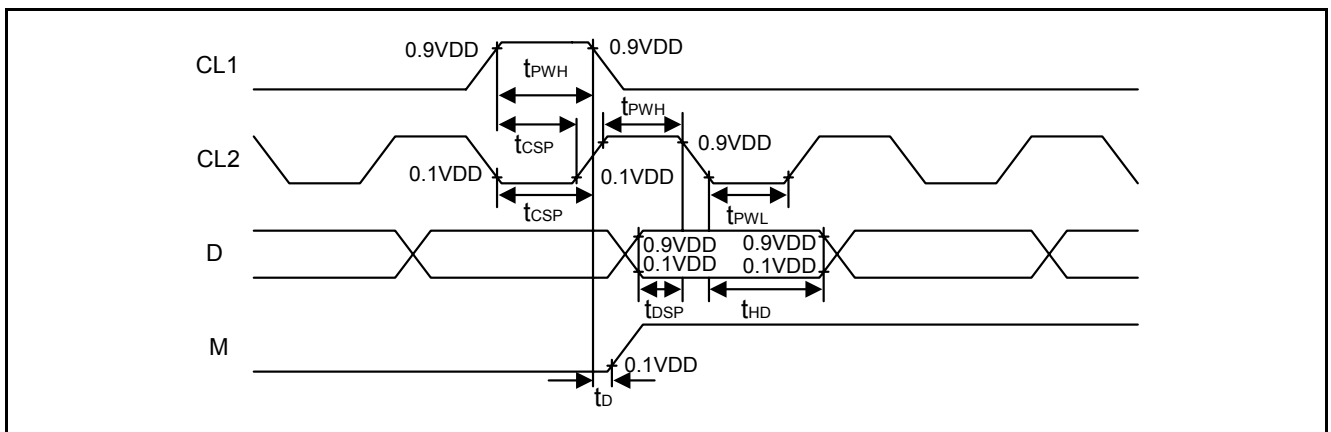 CL1
0.9VDD
0.9VDD
tPWH
tPWH
tCSP
CL2
0.9VDD
0.1VDD
0.1VDD
tCSP
tPWL
D
0.9VDD
0.9VDD
0.1VDD
0.1VDD
tDSP
tHD
M
0.1VDD
tD